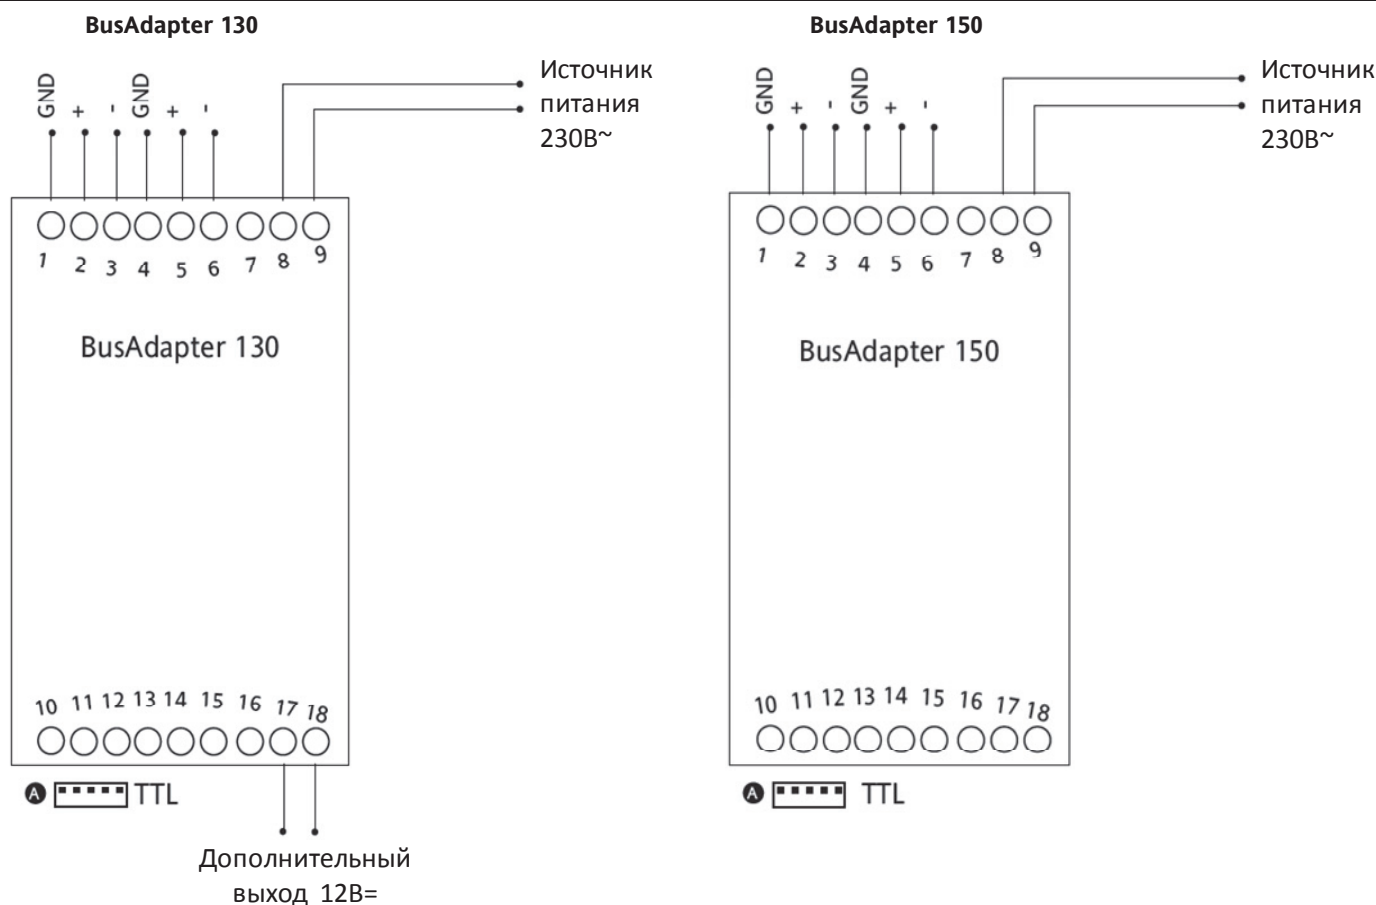 BusAdapter 130
GND + - GND + -
Источник
питания
230В~
1 2 3 4 5 6 7 8 9
BusAdapter 130
10 11 12 13 14 15 16 17 18
A TTL
Дополнительный
выход 12В=
BusAdapter 150
GND + - GND + -
Источник
питания
230В~
1 2 3 4 5 6 7 8 9
BusAdapter 150
10 11 12 13 14 15 16 17 18
A TTL